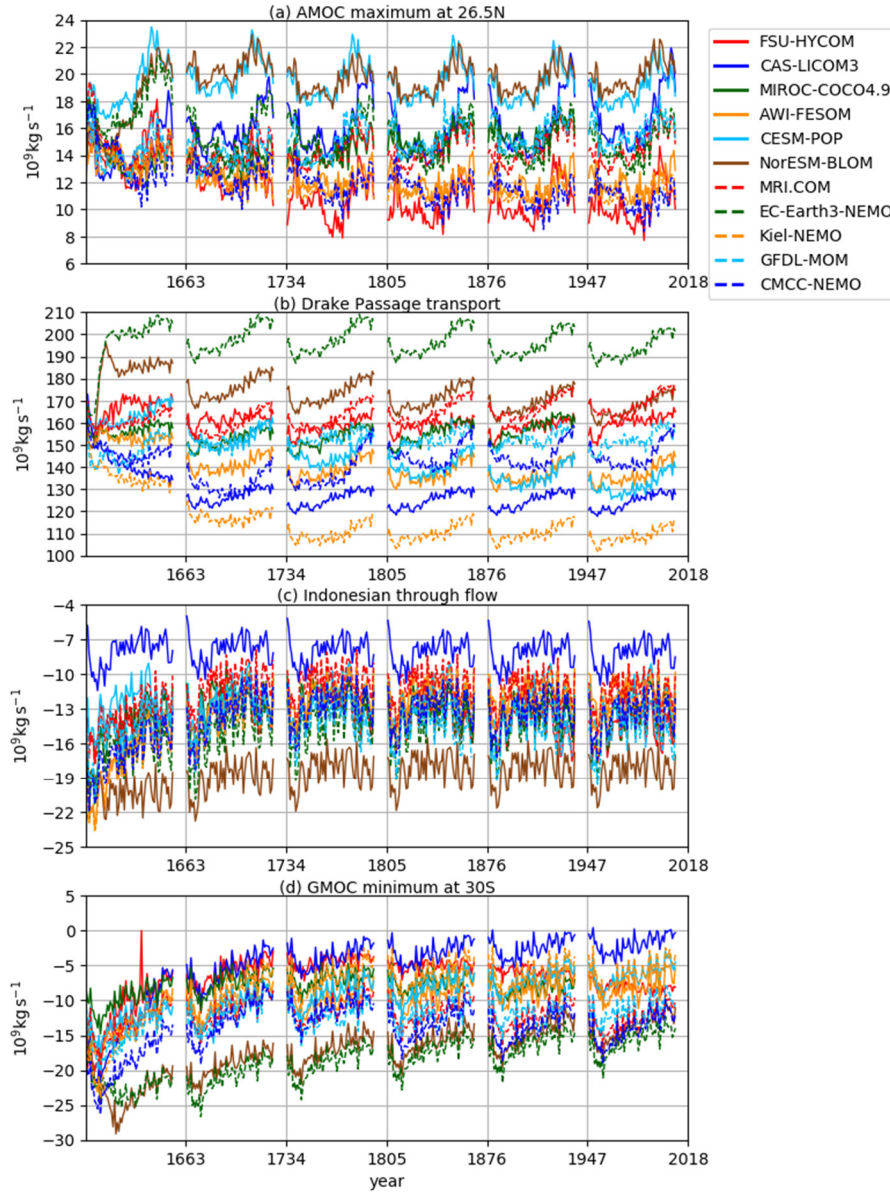 (a) AMOC maximum at 26.5N
24
22
20
18
16
14
12
10
8
6
10⁹kg s⁻¹
1663 1734 1805 1876 1947 2018
FSU-HYCOM
CAS-LICOM3
MIROC-COCO4.9
AWI-FESOM
CESM-POP
NorESM-BLOM
MRI.COM
EC-Earth3-NEMO
Kiel-NEMO
GFDL-MOM
CMCC-NEMO
(b) Drake Passage transport
210
200
190
180
170
160
150
140
130
120
110
100
10⁹kg s⁻¹
1663 1734 1805 1876 1947 2018
(c) Indonesian through flow
−4
−7
−10
−13
−16
−19
−22
−25
10⁹kg s⁻¹
1663 1734 1805 1876 1947 2018
(d) GMOC minimum at 30S
5
0
−5
−10
−15
−20
−25
−30
10⁹kg s⁻¹
1663 1734 1805 1876 1947 2018
year